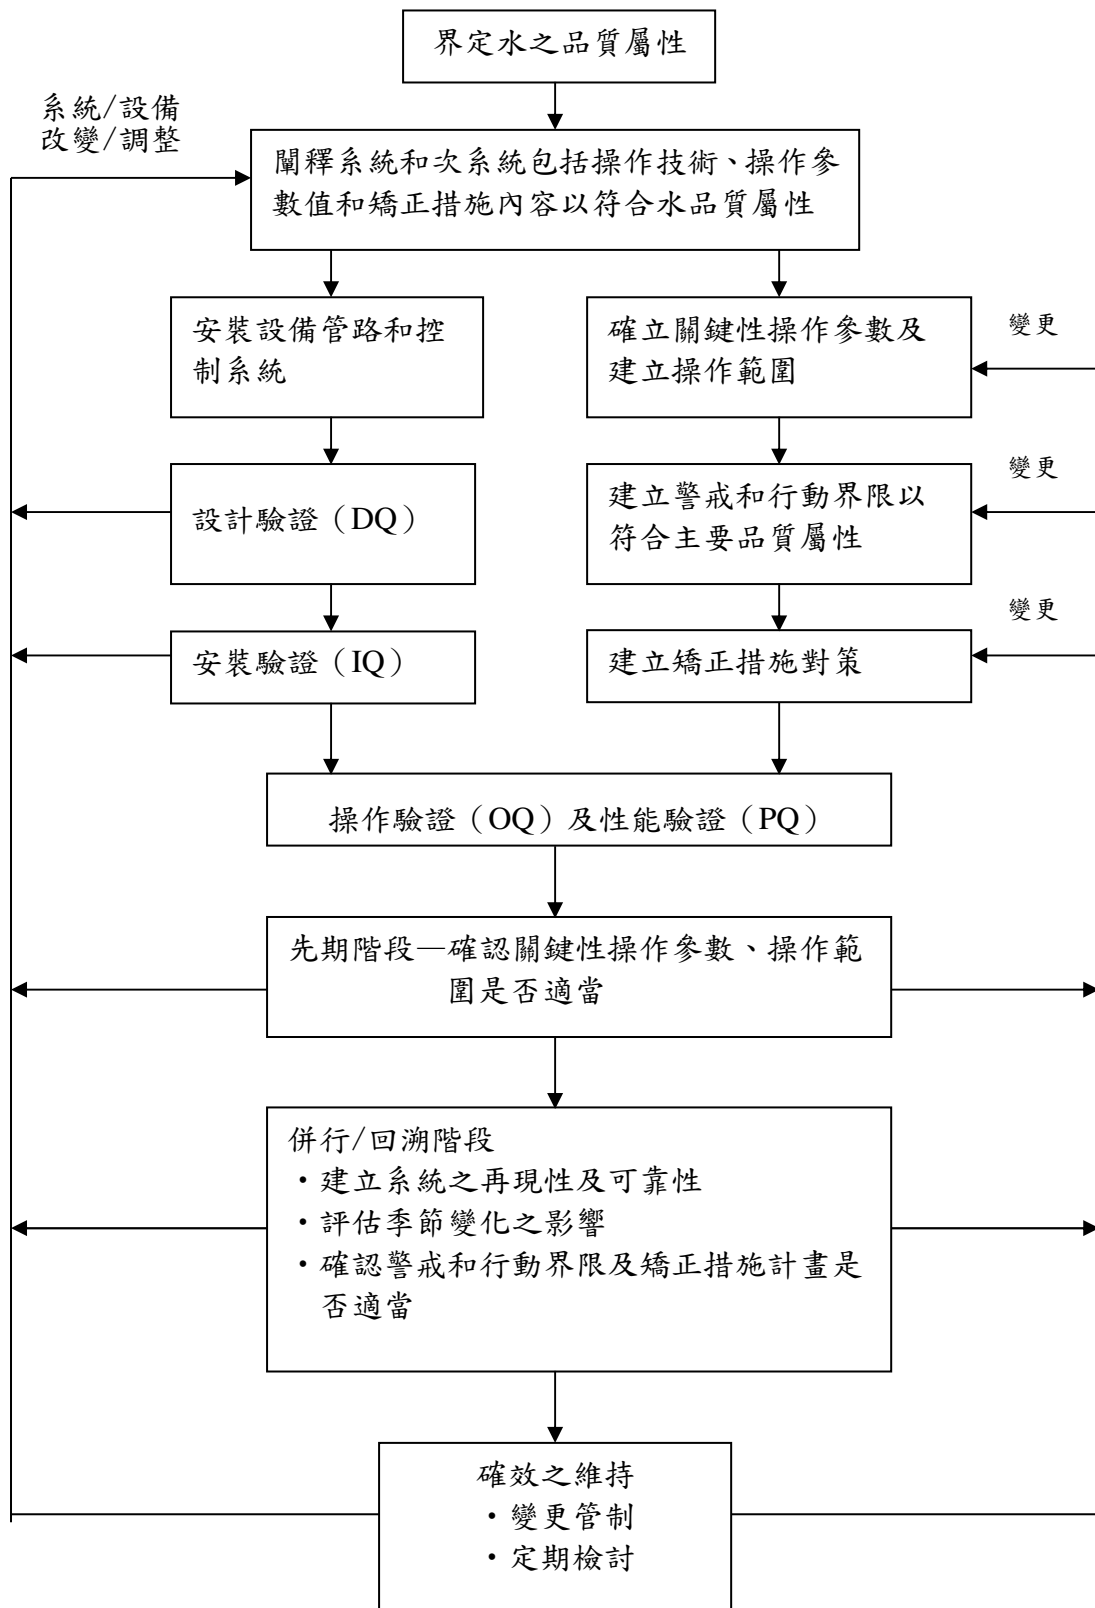 界定水之品質屬性
系統/設備
改變/調整
闡釋系統和次系統包括操作技術、操作參
數值和矯正措施內容以符合水品質屬性
安裝設備管路和控
制系統
確立關鍵性操作參數及
建立操作範圍
變更
設計驗證（DQ）
建立警戒和行動界限以
符合主要品質屬性
變更
安裝驗證（IQ）
建立矯正措施對策
變更
操作驗證（OQ）及性能驗證（PQ）
先期階段—確認關鍵性操作參數、操作範
圍是否適當
併行/回溯階段
・建立系統之再現性及可靠性
・評估季節變化之影響
・確認警戒和行動界限及矯正措施計畫是
否適當
確效之維持
・變更管制
・定期檢討